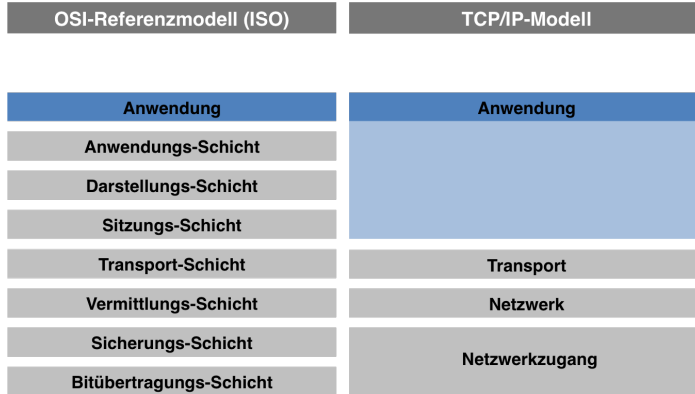 OSI-Referenzmodell (ISO)
TCP/IP-Modell
Anwendung
Anwendung
Anwendungs-Schicht
Darstellungs-Schicht
Sitzungs-Schicht
Transport-Schicht
Transport
Vermittlungs-Schicht
Netzwerk
Sicherungs-Schicht
Netzwerkzugang
Bitübertragungs-Schicht